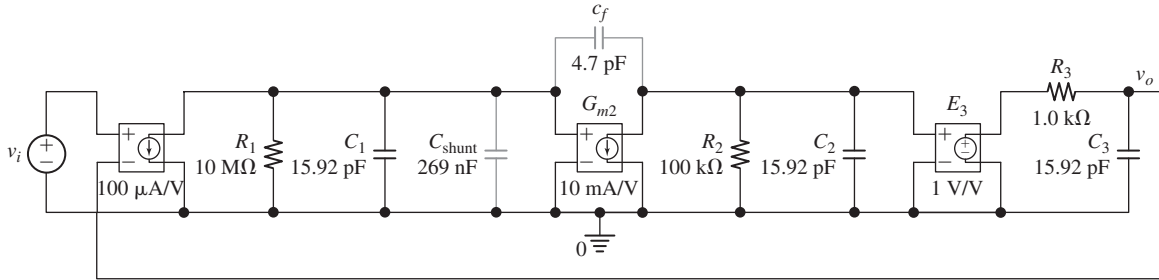 c_f
4.7 pF
v_i
+
−
+
−
100 μA/V
R_1
10 MΩ
C_1
15.92 pF
C_shunt
269 nF
G_m2
+
−
10 mA/V
0
R_2
100 kΩ
C_2
15.92 pF
E_3
+
−
+
−
1 V/V
R_3
1.0 kΩ
v_o
C_3
15.92 pF